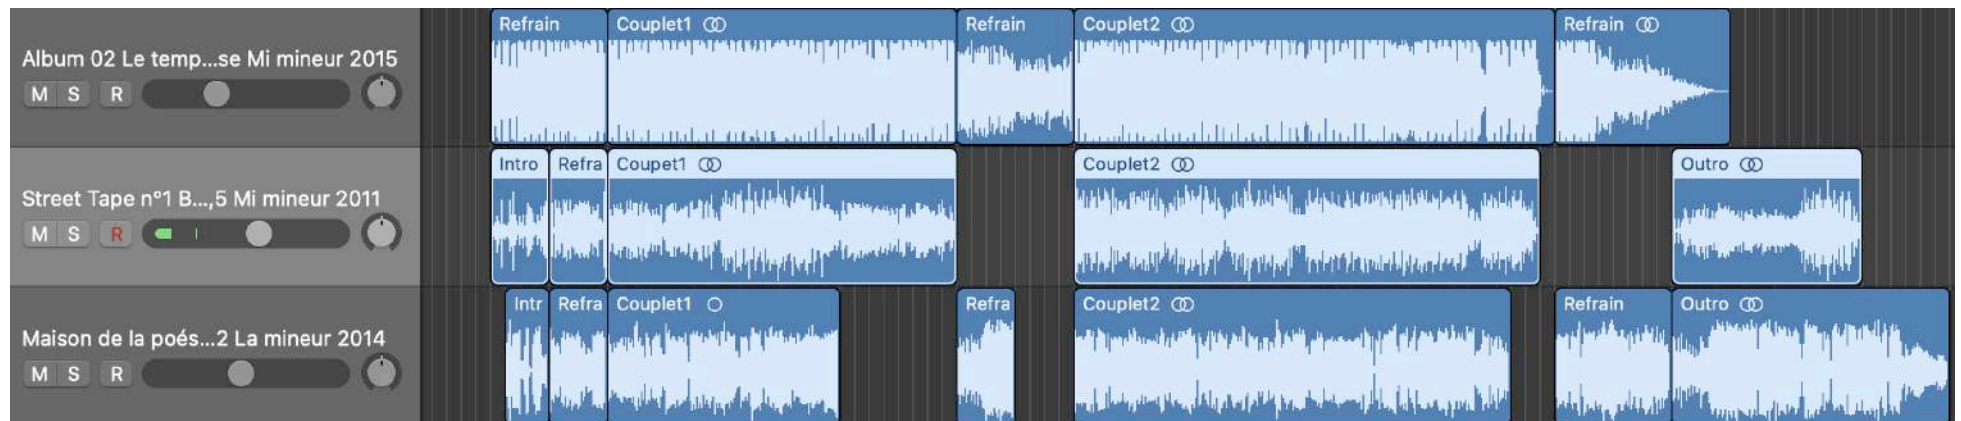 Album 02 Le temp...se Mi mineur 2015
M S R
Refrain Couplet1 Refrain Couplet2 Refrain
Street Tape n°1 B...,5 Mi mineur 2011
M S R
Intro Refra Coupet1 Couplet2 Outro
Maison de la poés...2 La mineur 2014
M S R
Intr Refra Couplet1 Refra Couplet2 Refrain Outro